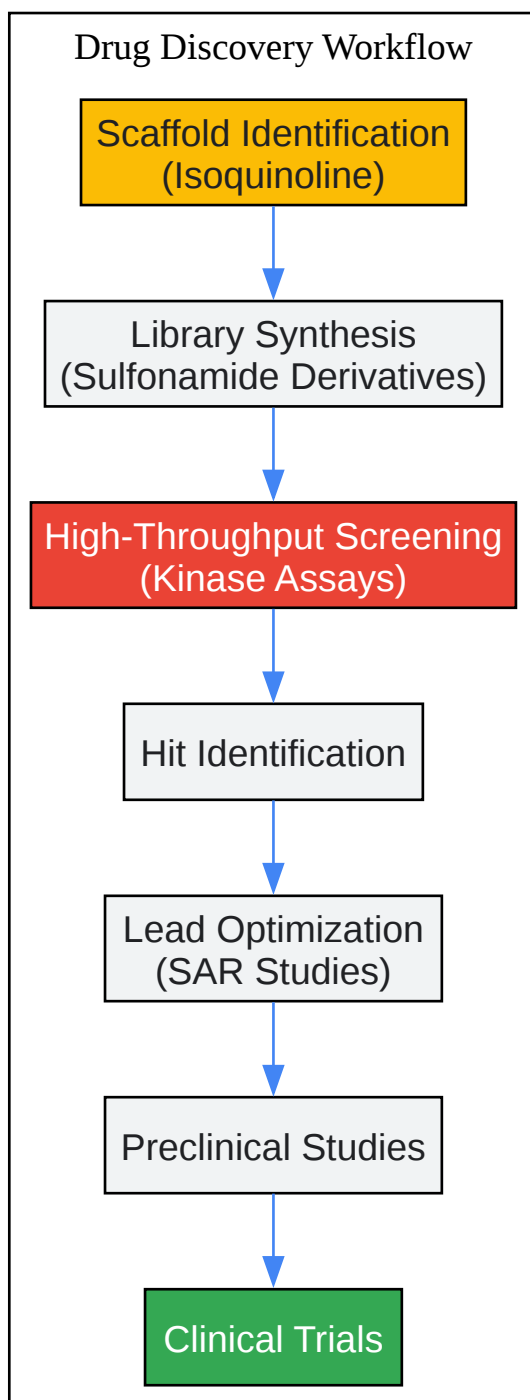 Drug Discovery Workflow
Scaffold Identification
(Isoquinoline)
Library Synthesis
(Sulfonamide Derivatives)
High-Throughput Screening
(Kinase Assays)
Hit Identification
Lead Optimization
(SAR Studies)
Preclinical Studies
Clinical Trials